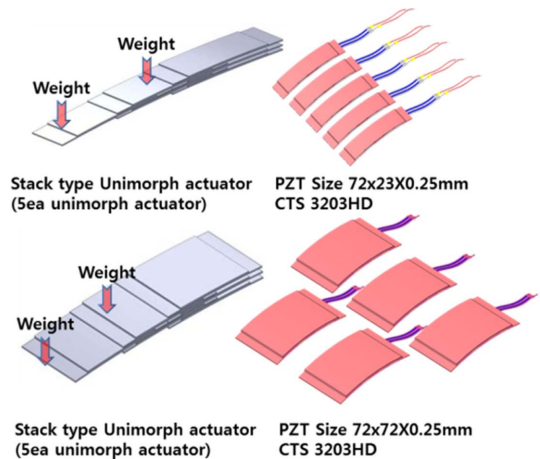 Weight
Weight
Stack type Unimorph actuator
(5ea unimorph actuator)
PZT Size 72x23X0.25mm
CTS 3203HD
Weight
Weight
Stack type Unimorph actuator
(5ea unimorph actuator)
PZT Size 72x72X0.25mm
CTS 3203HD